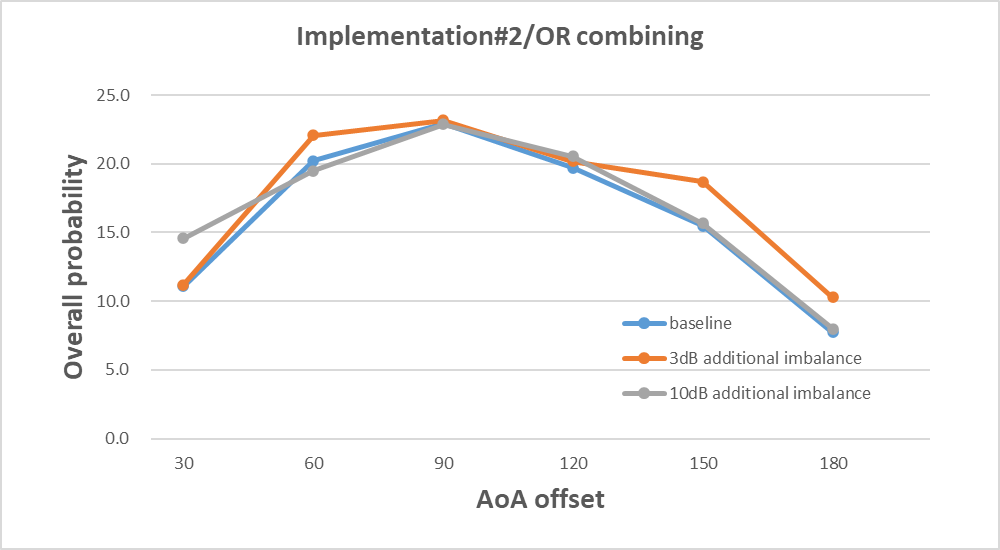 Implementation#2/OR combining
25.0
20.0
15.0
10.0
5.0
0.0
Overall probability
30 60 90 120 150 180
AoA offset
baseline
3dB additional imbalance
10dB additional imbalance